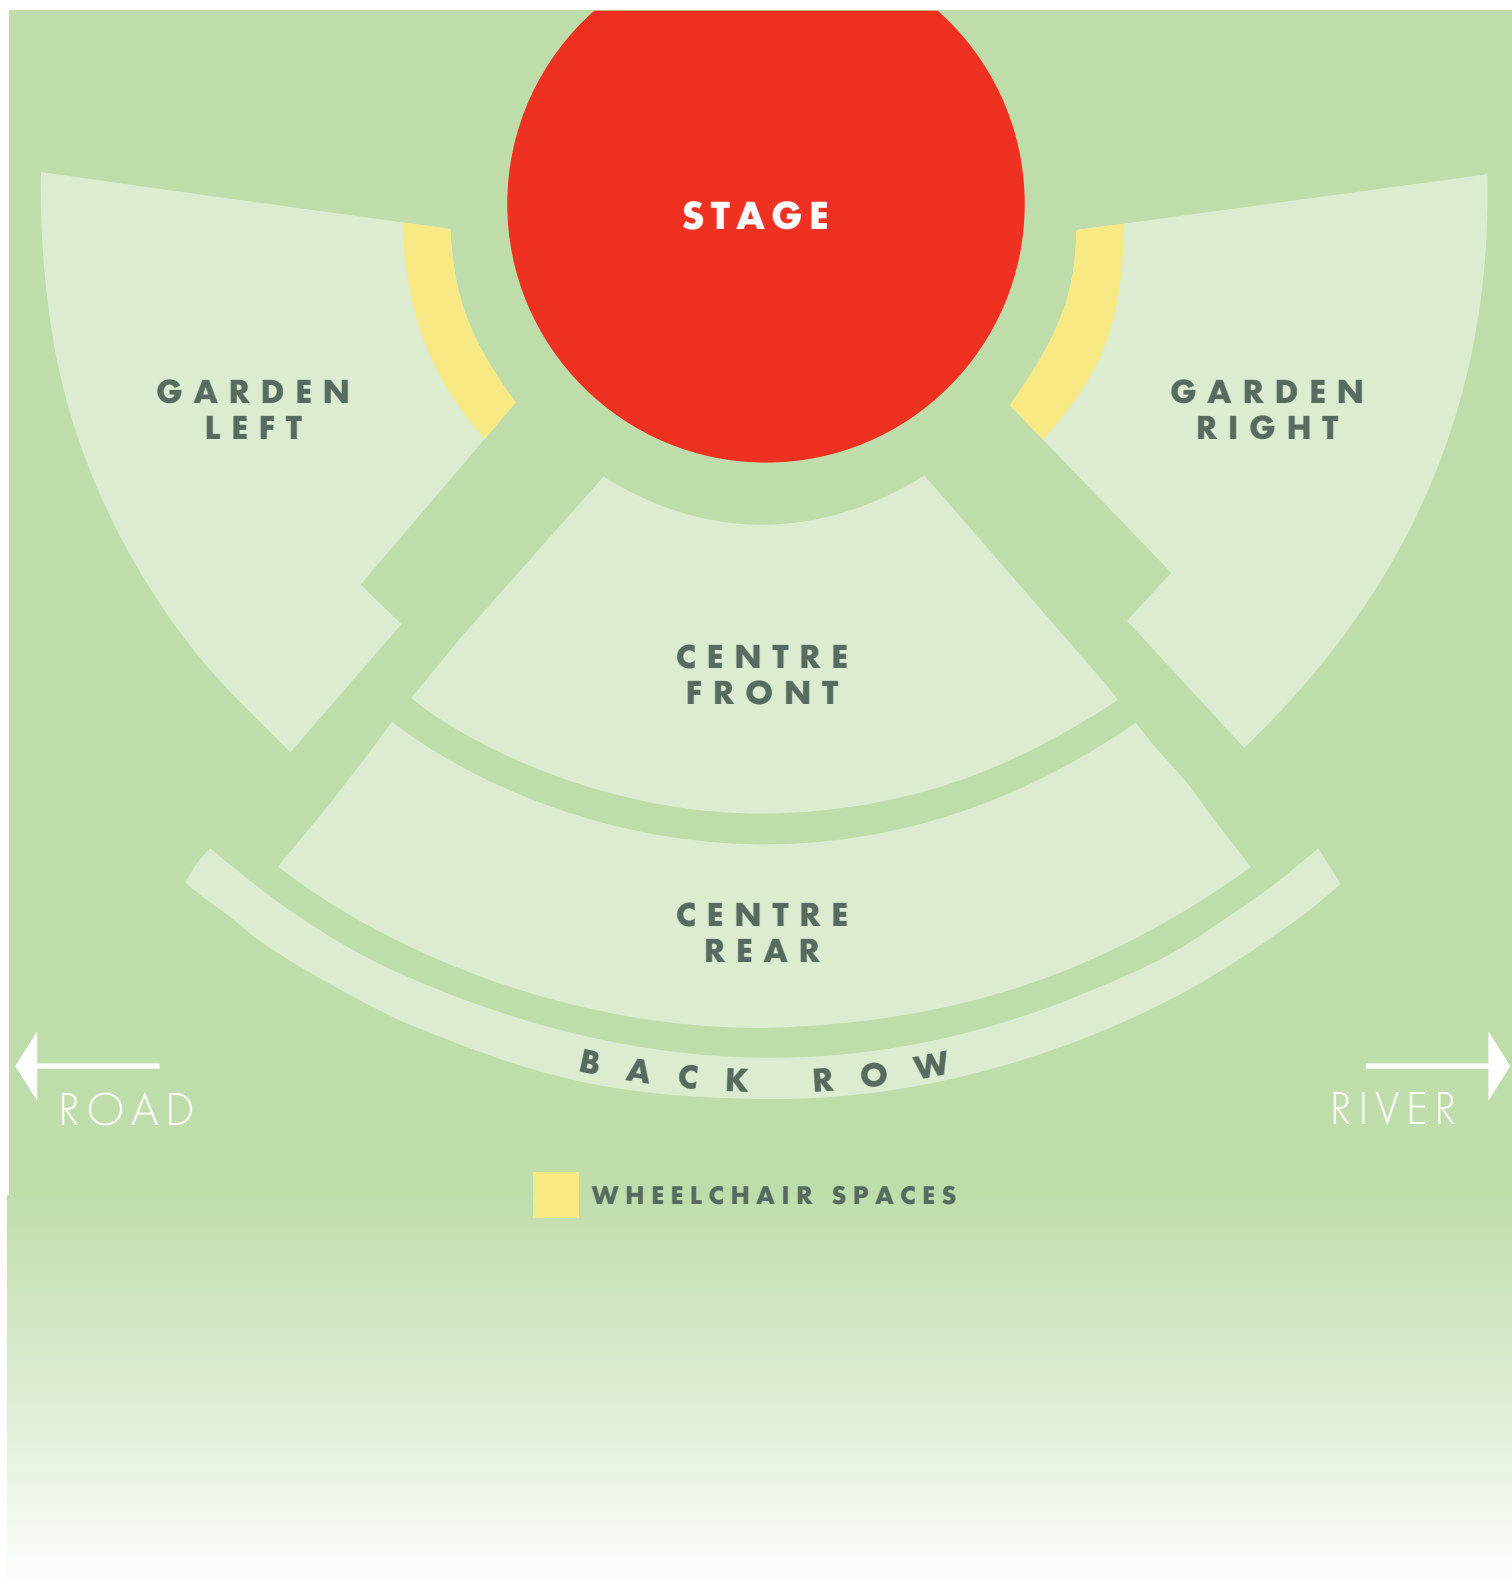 STAGE
GARDEN
LEFT
GARDEN
RIGHT
CENTRE
FRONT
CENTRE
REAR
BACK ROW
ROAD
RIVER
WHEELCHAIR SPACES